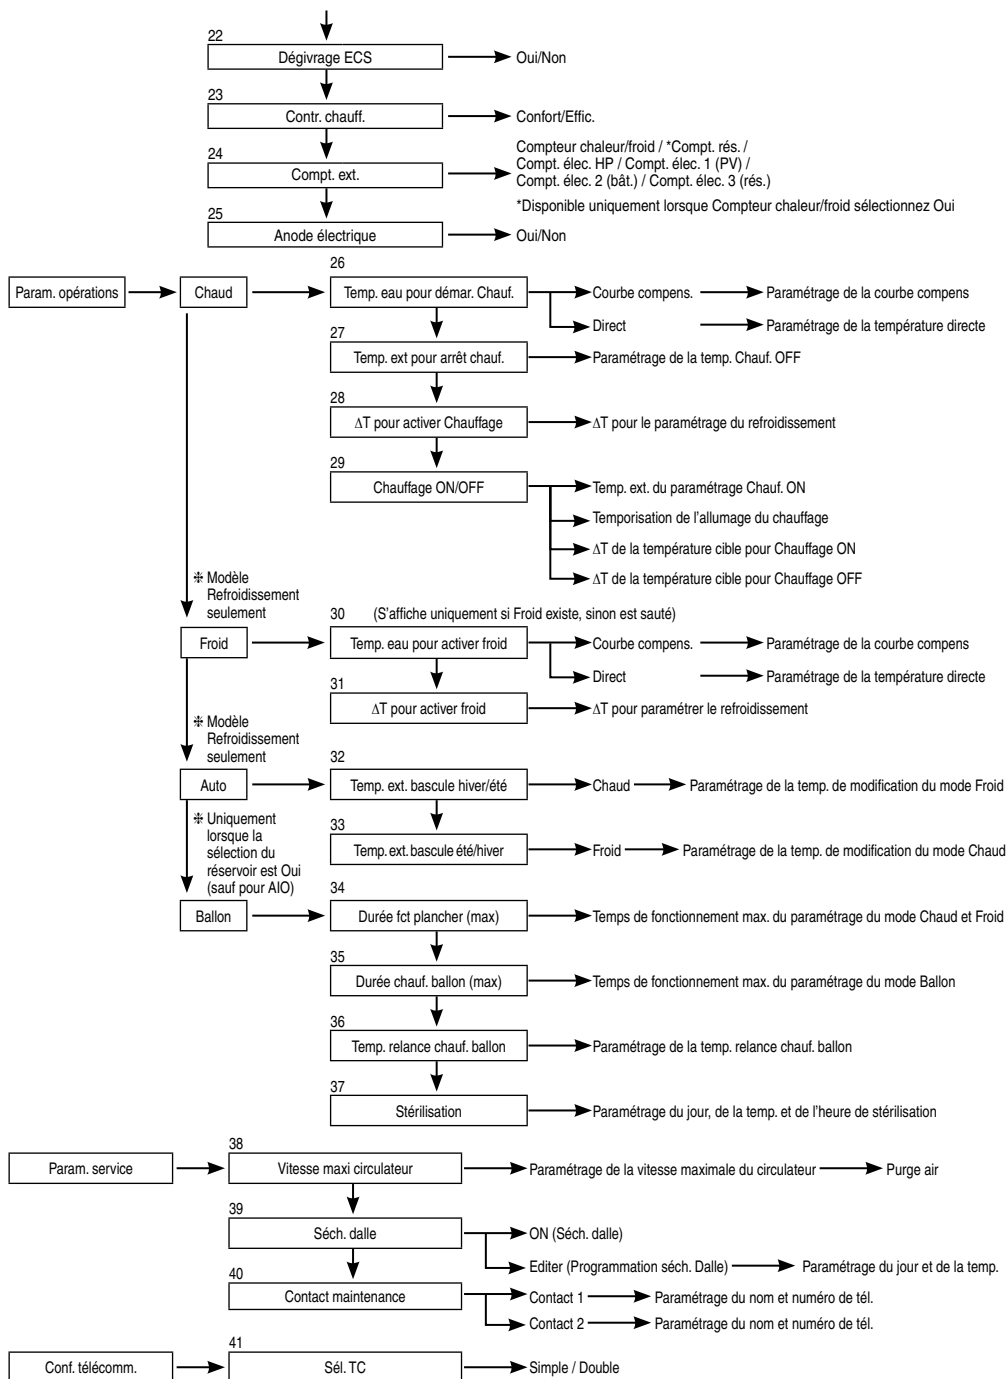 22
Dégivrage ECS
Oui/Non
23
Contr. chauff.
Confort/Effic.
24
Compt. ext.
Compteur chaleur/froid / *Compt. rés. /
Compt. élec. HP / Compt. élec. 1 (PV) /
Compt. élec. 2 (bât.) / Compt. élec. 3 (rés.)
*Disponible uniquement lorsque Compteur chaleur/froid sélectionnez Oui
25
Anode électrique
Oui/Non
Param. opérations
Chaud
26
Temp. eau pour démar. Chauf.
Courbe compens.
Paramétrage de la courbe compens
Direct
Paramétrage de la température directe
27
Temp. ext pour arrêt chauf.
Paramétrage de la temp. Chauf. OFF
28
ΔT pour activer Chauffage
ΔT pour le paramétrage du refroidissement
29
Chauffage ON/OFF
Temp. ext. du paramétrage Chauf. ON
Temporisation de l'allumage du chauffage
ΔT de la température cible pour Chauffage ON
ΔT de la température cible pour Chauffage OFF
❉ Modèle
Refroidissement
seulement
Froid
30
(S'affiche uniquement si Froid existe, sinon est sauté)
Temp. eau pour activer froid
Courbe compens.
Paramétrage de la courbe compens
Direct
Paramétrage de la température directe
31
ΔT pour activer froid
ΔT pour paramétrer le refroidissement
❉ Modèle
Refroidissement
seulement
Auto
32
Temp. ext. bascule hiver/été
Chaud
Paramétrage de la temp. de modification du mode Froid
33
Temp. ext. bascule été/hiver
Froid
Paramétrage de la temp. de modification du mode Chaud
❉ Uniquement
lorsque la
sélection du
réservoir est Oui
(sauf pour AIO)
Ballon
34
Durée fct plancher (max)
Temps de fonctionnement max. du paramétrage du mode Chaud et Froid
35
Durée chauf. ballon (max)
Temps de fonctionnement max. du paramétrage du mode Ballon
36
Temp. relance chauf. ballon
Paramétrage de la temp. relance chauf. ballon
37
Stérilisation
Paramétrage du jour, de la temp. et de l'heure de stérilisation
Param. service
38
Vitesse maxi circulateur
Paramétrage de la vitesse maximale du circulateur
Purge air
39
Séch. dalle
ON (Séch. dalle)
Editer (Programmation séch. Dalle)
Paramétrage du jour et de la temp.
40
Contact maintenance
Contact 1
Paramétrage du nom et numéro de tél.
Contact 2
Paramétrage du nom et numéro de tél.
Conf. télécomm.
41
Sél. TC
Simple / Double